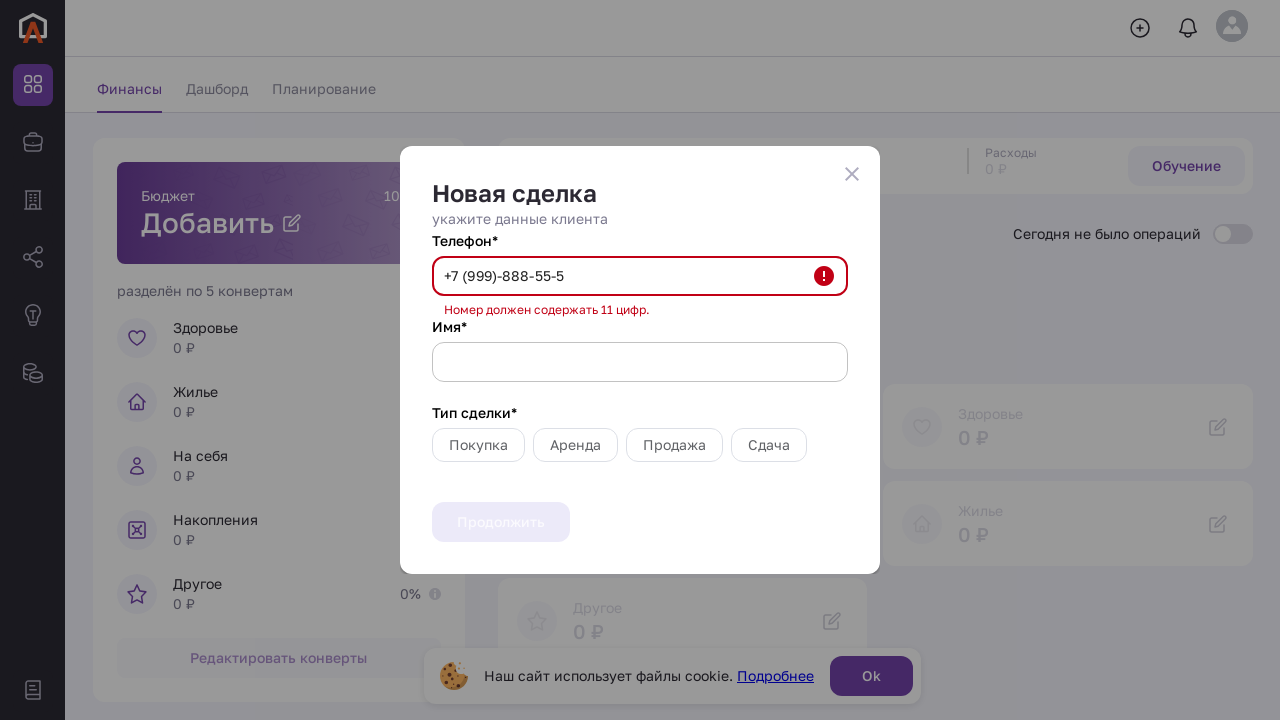 Финансы Дашборд Планирование
Бюджет
Добавить
разделён по 5 конвертам
Здоровье
0 ₽
Жилье
0 ₽
На себя
0 ₽
Накопления
0 ₽
Другое
0 ₽
0%
Редактировать конверты
Новая сделка
укажите данные клиента
Телефон*
+7 (999)-888-55-5
Номер должен содержать 11 цифр.
Имя*
Тип сделки*
Покупка Аренда Продажа Сдача
Продолжить
Расходы
0 ₽
Обучение
Сегодня не было операций
Здоровье
0 ₽
Жилье
0 ₽
Другое
0 ₽
Наш сайт использует файлы cookie. Подробнее
Ok